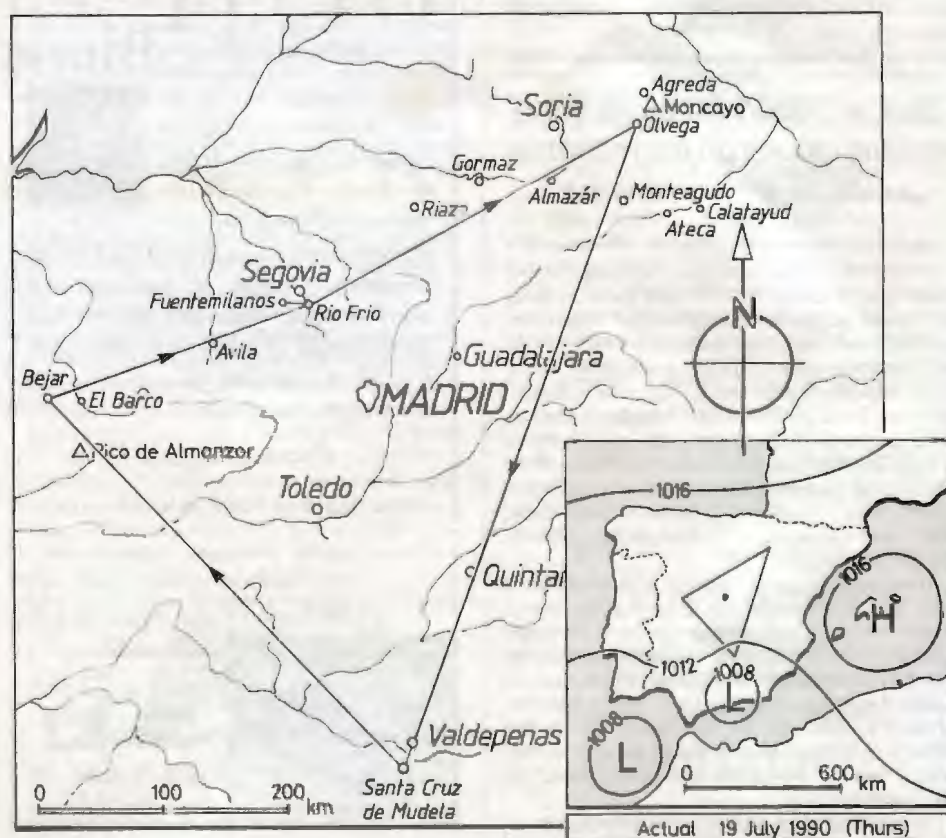 Agreda
Moncayo
Olvega
Soria
Gormaz
Almazár
Monteagudo
Calatayud
Ateca
Riaz
Segovia
Fuentemilanos
Rio Frio
Avila
Guadalajara
N
Bejar
El Barco
MADRID
Pico de Almanzor
Toledo
Quintar
Valdepenas
Santa Cruz
de Mudela
0 100 200
km
1016
1016
H
1012
1008
L
1008
L
0 600
km
Actual 19 July 1990 (Thurs)